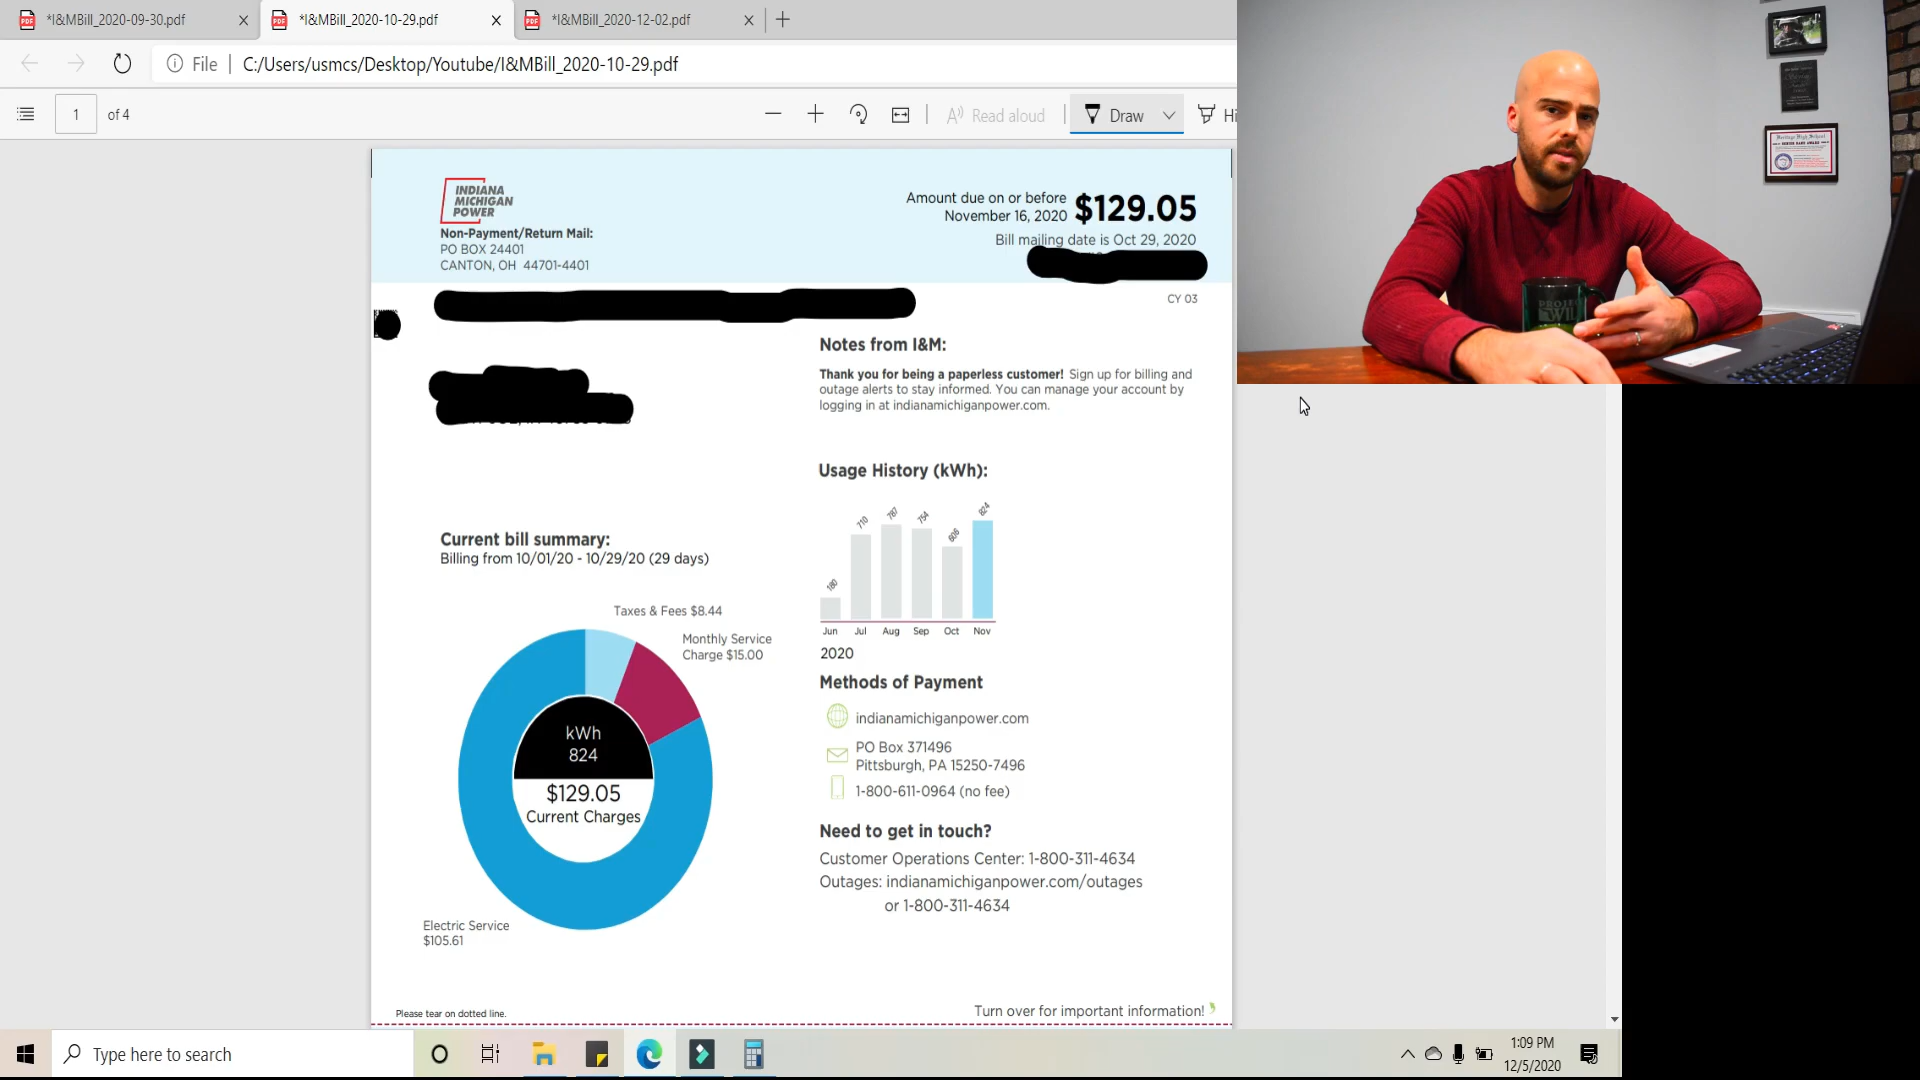 *I&MBill_2020-09-30.pdf
*I&MBill_2020-10-29.pdf
*I&MBill_2020-12-02.pdf
File
C:/Users/usmcs/Desktop/Youtube/I&MBill_2020-10-29.pdf
1 of 4
Read aloud
Draw
Hi
INDIANA
MICHIGAN
POWER
Non-Payment/Return Mail:
PO BOX 24401
CANTON, OH 44701-4401
Amount due on or before
November 16, 2020
$129.05
Bill mailing date is Oct 29, 2020
CY 03
Notes from I&M:
Thank you for being a paperless customer! Sign up for billing and
outage alerts to stay informed. You can manage your account by
logging in at indianamichiganpower.com.
Usage History (kWh):
180 710 787 754 606 824
Jun Jul Aug Sep Oct Nov
2020
Current bill summary:
Billing from 10/01/20 - 10/29/20 (29 days)
Taxes & Fees $8.44
Monthly Service
Charge $15.00
kWh
824
$129.05
Current Charges
Electric Service
$105.61
Methods of Payment
indianamichiganpower.com
PO Box 371496
Pittsburgh, PA 15250-7496
1-800-611-0964 (no fee)
Need to get in touch?
Customer Operations Center: 1-800-311-4634
Outages: indianamichiganpower.com/outages
or 1-800-311-4634
Please tear on dotted line.
Turn over for important information!
Type here to search
1:09 PM
12/5/2020